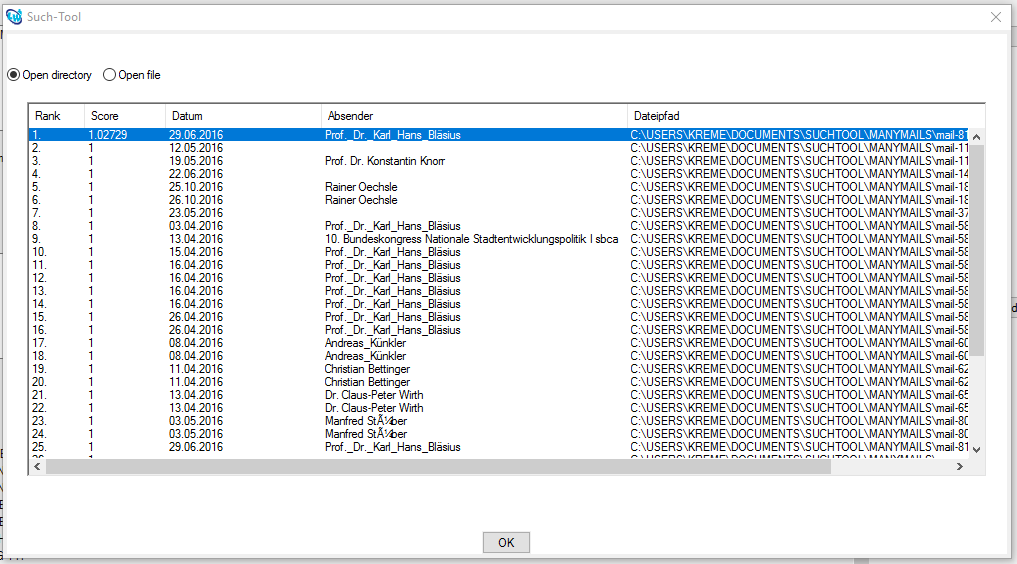 Such-Tool
Open directory Open file
Rank Score Datum Absender Dateipfad
1. 1.02729 29.06.2016 Prof._Dr._Karl_Hans_Bläsius C:\USERS\KREME\DOCUMENTS\SUCHTOOL\MANYMAILS\mail-81
2. 1 12.05.2016 C:\USERS\KREME\DOCUMENTS\SUCHTOOL\MANYMAILS\mail-11
3. 1 19.05.2016 Prof. Dr. Konstantin Knorr C:\USERS\KREME\DOCUMENTS\SUCHTOOL\MANYMAILS\mail-11
4. 1 22.06.2016 C:\USERS\KREME\DOCUMENTS\SUCHTOOL\MANYMAILS\mail-14
5. 1 25.10.2016 Rainer Oechsle C:\USERS\KREME\DOCUMENTS\SUCHTOOL\MANYMAILS\mail-18
6. 1 26.10.2016 Rainer Oechsle C:\USERS\KREME\DOCUMENTS\SUCHTOOL\MANYMAILS\mail-18
7. 1 23.05.2016 C:\USERS\KREME\DOCUMENTS\SUCHTOOL\MANYMAILS\mail-37
8. 1 03.04.2016 Prof._Dr._Karl_Hans_Bläsius C:\USERS\KREME\DOCUMENTS\SUCHTOOL\MANYMAILS\mail-58
9. 1 13.04.2016 10. Bundeskongress Nationale Stadtentwicklungspolitik I sbca C:\USERS\KREME\DOCUMENTS\SUCHTOOL\MANYMAILS\mail-58
10. 1 15.04.2016 Prof._Dr._Karl_Hans_Bläsius C:\USERS\KREME\DOCUMENTS\SUCHTOOL\MANYMAILS\mail-58
11. 1 16.04.2016 Prof._Dr._Karl_Hans_Bläsius C:\USERS\KREME\DOCUMENTS\SUCHTOOL\MANYMAILS\mail-58
12. 1 16.04.2016 Prof._Dr._Karl_Hans_Bläsius C:\USERS\KREME\DOCUMENTS\SUCHTOOL\MANYMAILS\mail-58
13. 1 16.04.2016 Prof._Dr._Karl_Hans_Bläsius C:\USERS\KREME\DOCUMENTS\SUCHTOOL\MANYMAILS\mail-58
14. 1 16.04.2016 Prof._Dr._Karl_Hans_Bläsius C:\USERS\KREME\DOCUMENTS\SUCHTOOL\MANYMAILS\mail-58
15. 1 26.04.2016 Prof._Dr._Karl_Hans_Bläsius C:\USERS\KREME\DOCUMENTS\SUCHTOOL\MANYMAILS\mail-58
16. 1 26.04.2016 Prof._Dr._Karl_Hans_Bläsius C:\USERS\KREME\DOCUMENTS\SUCHTOOL\MANYMAILS\mail-58
17. 1 08.04.2016 Andreas_Künkler C:\USERS\KREME\DOCUMENTS\SUCHTOOL\MANYMAILS\mail-60
18. 1 08.04.2016 Andreas_Künkler C:\USERS\KREME\DOCUMENTS\SUCHTOOL\MANYMAILS\mail-60
19. 1 11.04.2016 Christian Bettinger C:\USERS\KREME\DOCUMENTS\SUCHTOOL\MANYMAILS\mail-62
20. 1 11.04.2016 Christian Bettinger C:\USERS\KREME\DOCUMENTS\SUCHTOOL\MANYMAILS\mail-62
21. 1 13.04.2016 Dr. Claus-Peter Wirth C:\USERS\KREME\DOCUMENTS\SUCHTOOL\MANYMAILS\mail-65
22. 1 13.04.2016 Dr. Claus-Peter Wirth C:\USERS\KREME\DOCUMENTS\SUCHTOOL\MANYMAILS\mail-65
23. 1 03.05.2016 Manfred StÃ¼ber C:\USERS\KREME\DOCUMENTS\SUCHTOOL\MANYMAILS\mail-80
24. 1 03.05.2016 Manfred StÃ¼ber C:\USERS\KREME\DOCUMENTS\SUCHTOOL\MANYMAILS\mail-80
25. 1 29.06.2016 Prof._Dr._Karl_Hans_Bläsius C:\USERS\KREME\DOCUMENTS\SUCHTOOL\MANYMAILS\mail-81
OK